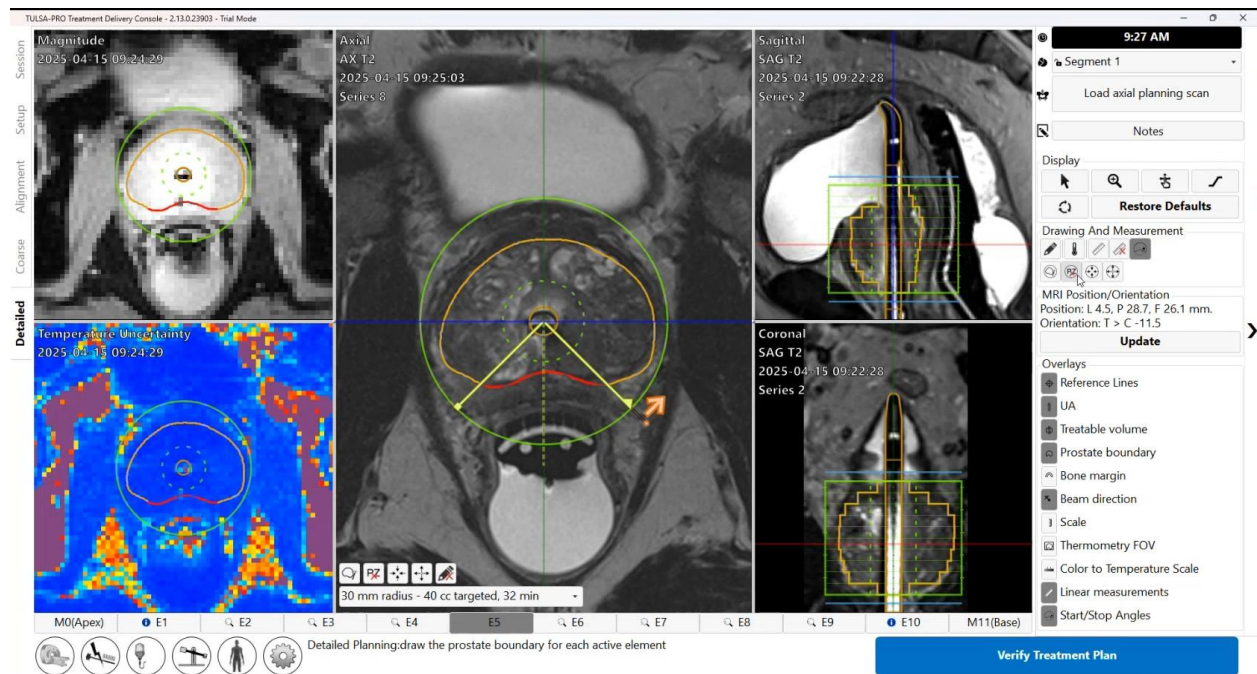 TULSA-PRO Treatment Delivery Console - 2.13.0.23903 - Trial Mode
Session
Setup
Alignment
Coarse
Detailed
Magnitude
2025-04-15 09:24:29
Temperature Uncertainty
2025-04-15 09:24:29
Axial
AX T2
2025-04-15 09:25:03
Series 8
PZ
30 mm radius - 40 cc targeted, 32 min
Sagittal
SAG T2
2025-04-15 09:22:28
Series 2
Coronal
SAG T2
2025-04-15 09:22:28
Series 2
9:27 AM
Segment 1
Load axial planning scan
Notes
Display
Restore Defaults
Drawing And Measurement
PZ
MRI Position/Orientation
Position: L 4.5, P 28.7, F 26.1 mm.
Orientation: T > C -11.5
Update
Overlays
Reference Lines
UA
Treatable volume
Prostate boundary
Bone margin
Beam direction
Scale
Thermometry FOV
Color to Temperature Scale
Linear measurements
Start/Stop Angles
M0(Apex) E1 E2 E3 E4 E5 E6 E7 E8 E9 E10 M11(Base)
Detailed Planning:draw the prostate boundary for each active element
Verify Treatment Plan